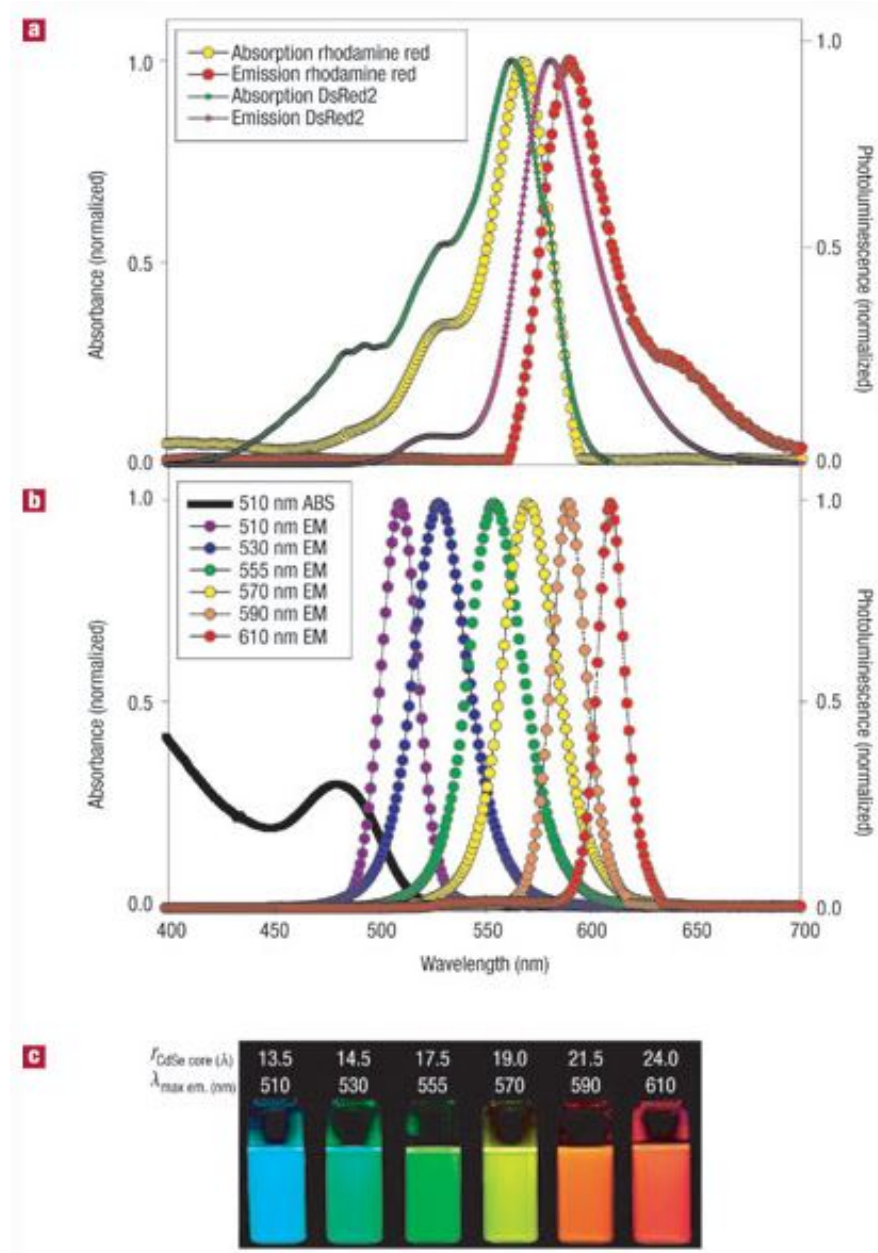 a
1.0
Absorption rhodamine red
Emission rhodamine red
Absorption DsRed2
Emission DsRed2
1.0
Absorbance (normalized)
0.5
0.0
Photoluminescence (normalized)
0.5
0.0
b
1.0
510 nm ABS
510 nm EM
530 nm EM
555 nm EM
570 nm EM
590 nm EM
610 nm EM
1.0
Absorbance (normalized)
0.5
0.0
Photoluminescence (normalized)
0.5
0.0
400 450 500 550 600 650 700
Wavelength (nm)
c
rCdSe core (λ) 13.5 14.5 17.5 19.0 21.5 24.0
λmax em. (nm) 510 530 555 570 590 610